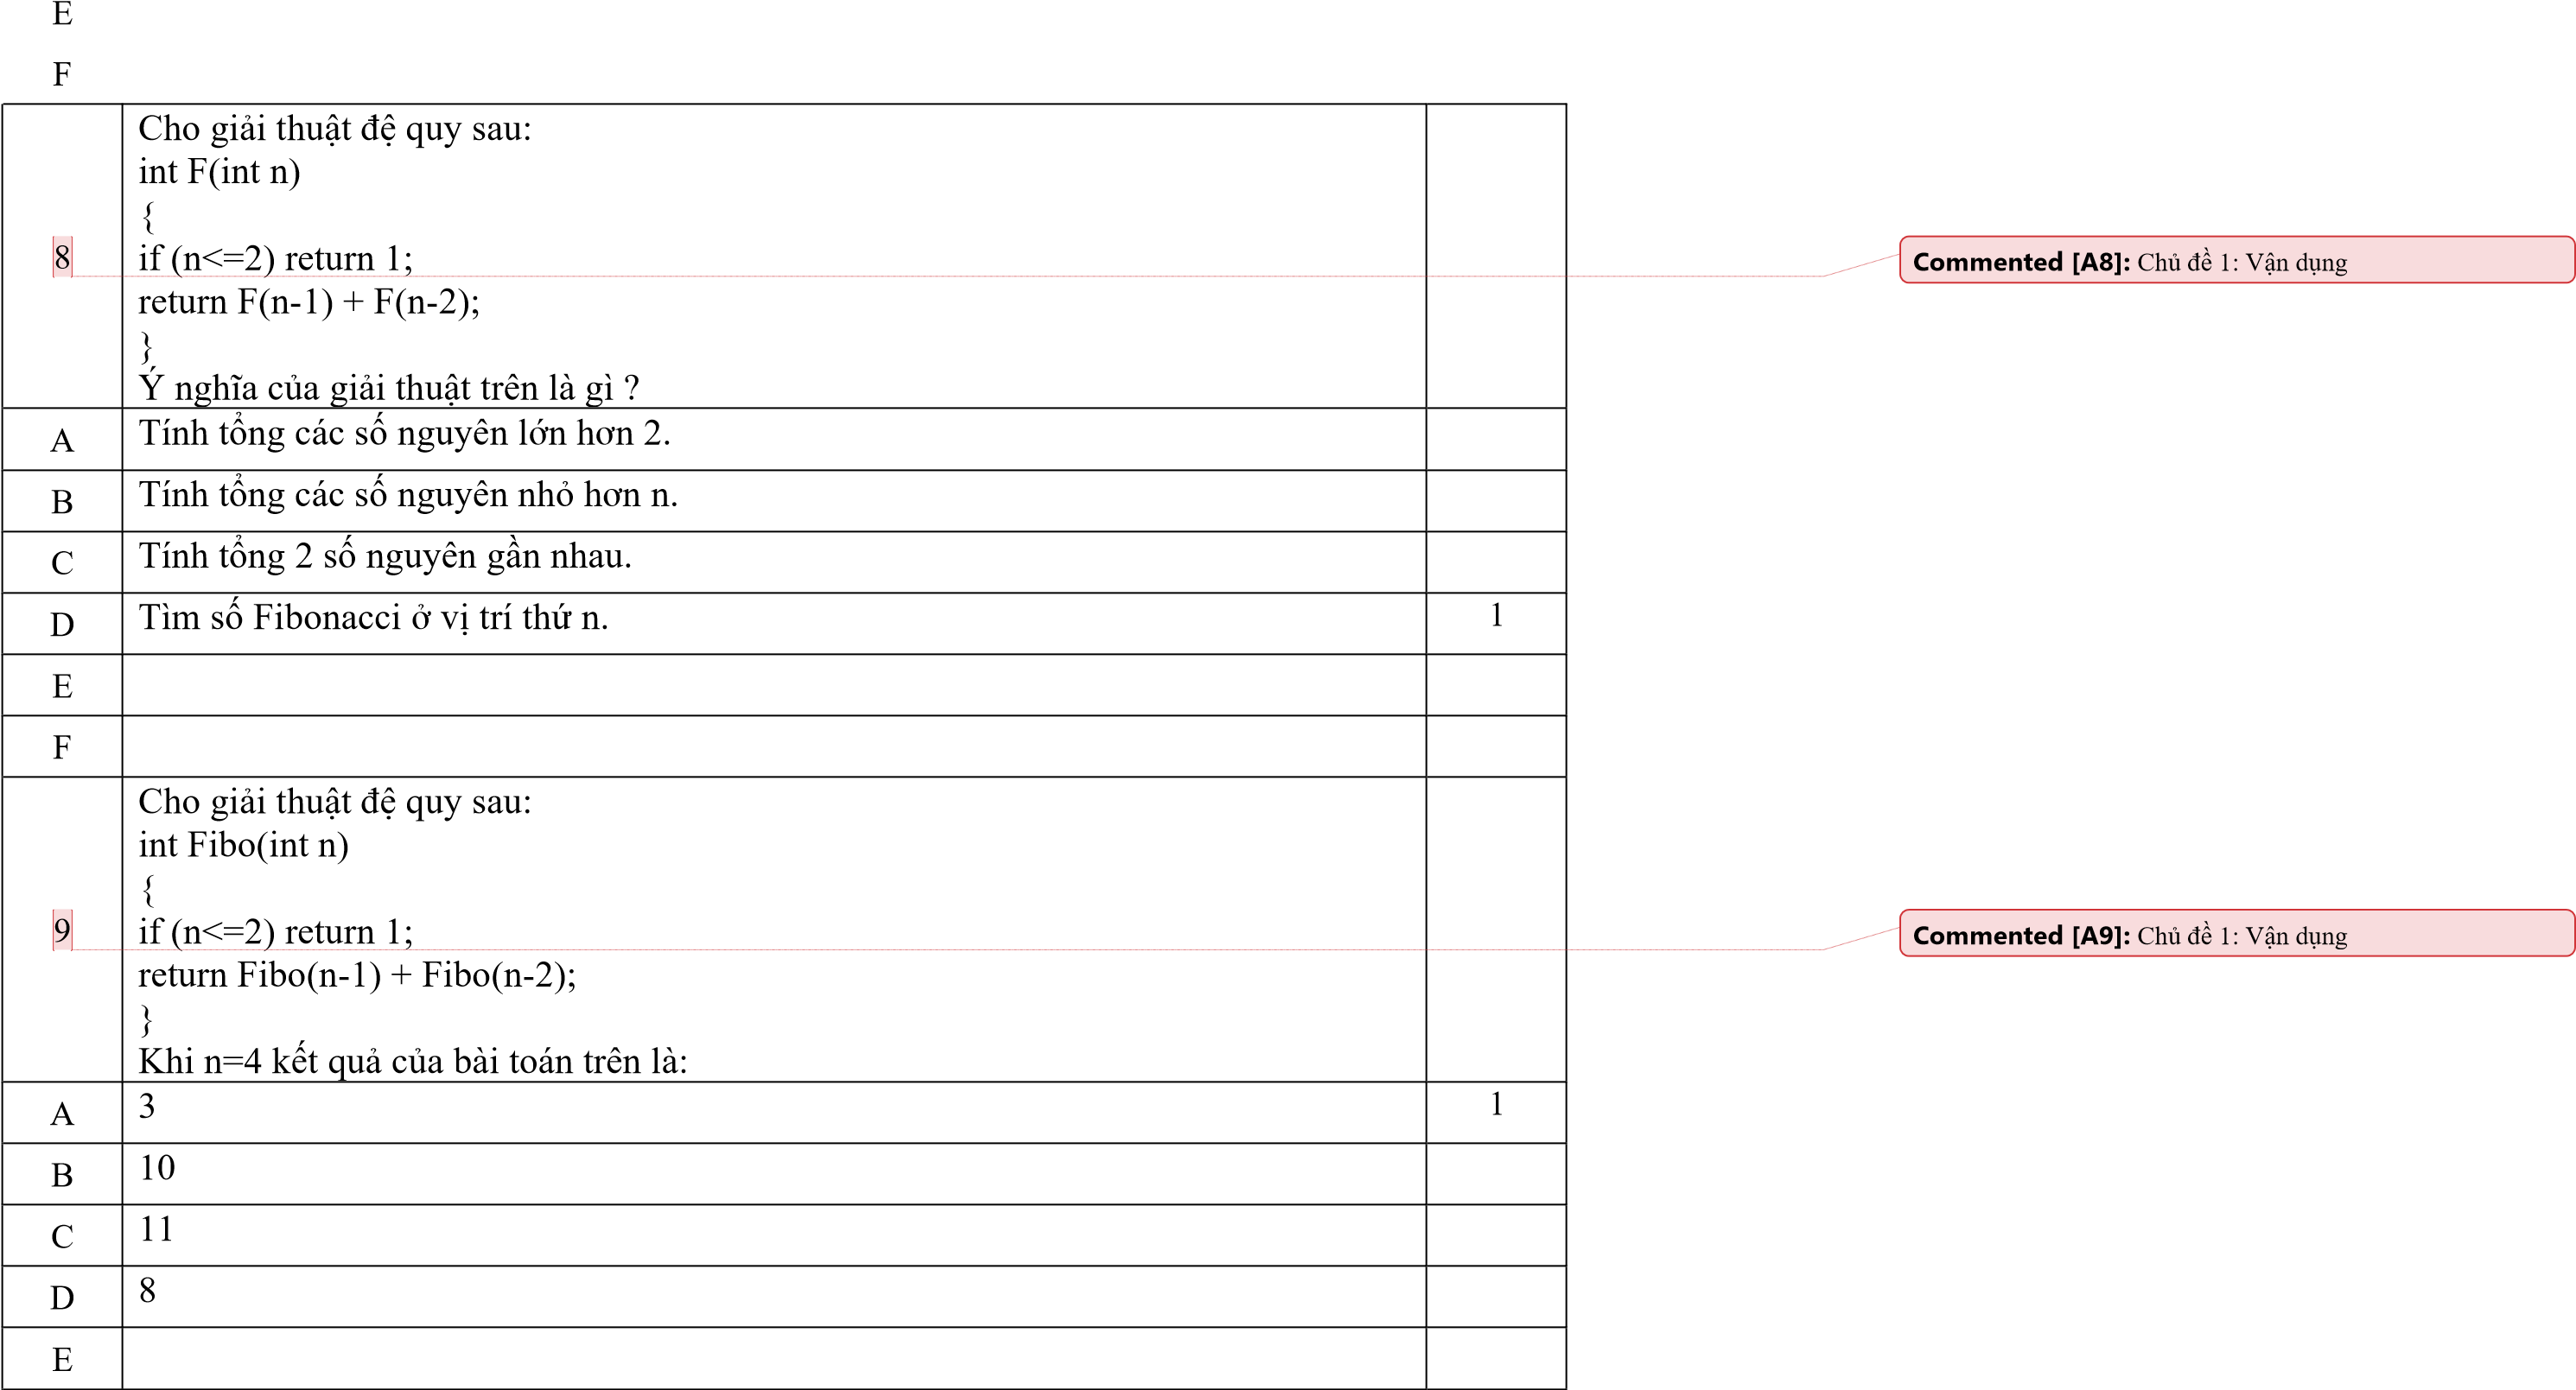 E
F
8
Cho giải thuật đệ quy sau:
int F(int n)
{
if (n<=2) return 1;
return F(n-1) + F(n-2);
}
Ý nghĩa của giải thuật trên là gì ?
Commented [A8]: Chủ đề 1: Vận dụng
A Tính tổng các số nguyên lớn hơn 2.
B Tính tổng các số nguyên nhỏ hơn n.
C Tính tổng 2 số nguyên gần nhau.
D Tìm số Fibonacci ở vị trí thứ n. 1
E
F
9
Cho giải thuật đệ quy sau:
int Fibo(int n)
{
if (n<=2) return 1;
return Fibo(n-1) + Fibo(n-2);
}
Khi n=4 kết quả của bài toán trên là:
Commented [A9]: Chủ đề 1: Vận dụng
A 3 1
B 10
C 11
D 8
E